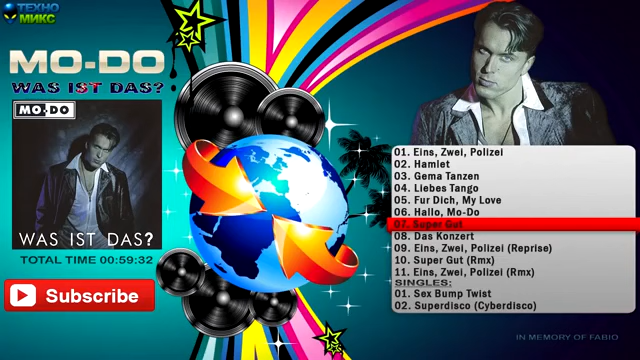 ТЕХНО
МИКС
MO-DO
WAS IST DAS?
MO-DO
WAS IST DAS?
TOTAL TIME 00:59:32
Subscribe
01. Eins, Zwei, Polizei
02. Hamlet
03. Gema Tanzen
04. Liebes Tango
05. Fur Dich, My Love
06. Hallo, Mo-Do
07. Super Gut
08. Das Konzert
09. Eins, Zwei, Polizei (Reprise)
10. Super Gut (Rmx)
11. Eins, Zwei, Polizei (Rmx)
SINGLES:
01. Sex Bump Twist
02. Superdisco (Cyberdisco)
IN MEMORY OF FABIO